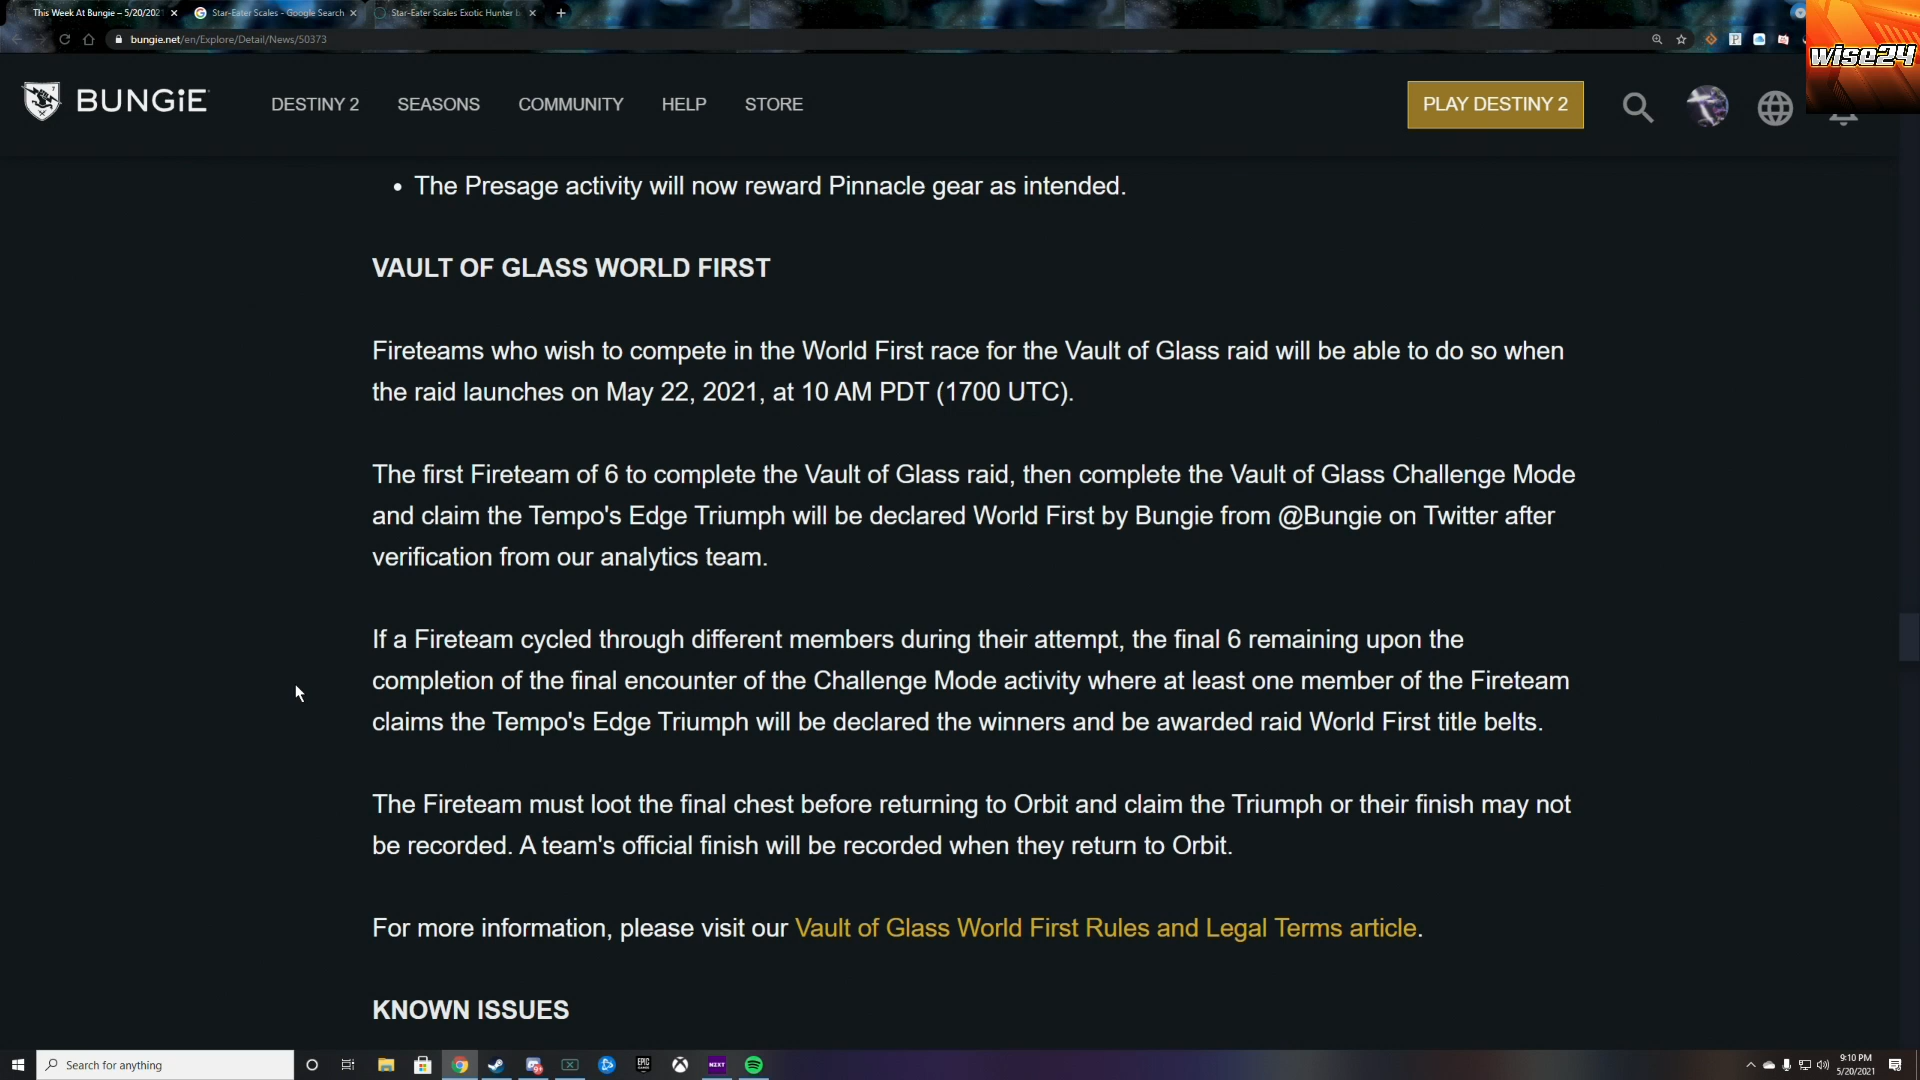 This Week At Bungie – 5/20/2021
Star-Eater Scales - Google Search
Star-Eater Scales Exotic Hunter
bungie.net/en/Explore/Detail/News/50373
wise24
BUNGiE
DESTINY 2
SEASONS
COMMUNITY
HELP
STORE
PLAY DESTINY 2
• The Presage activity will now reward Pinnacle gear as intended.
VAULT OF GLASS WORLD FIRST
Fireteams who wish to compete in the World First race for the Vault of Glass raid will be able to do so when
the raid launches on May 22, 2021, at 10 AM PDT (1700 UTC).
The first Fireteam of 6 to complete the Vault of Glass raid, then complete the Vault of Glass Challenge Mode
and claim the Tempo's Edge Triumph will be declared World First by Bungie from @Bungie on Twitter after
verification from our analytics team.
If a Fireteam cycled through different members during their attempt, the final 6 remaining upon the
completion of the final encounter of the Challenge Mode activity where at least one member of the Fireteam
claims the Tempo's Edge Triumph will be declared the winners and be awarded raid World First title belts.
The Fireteam must loot the final chest before returning to Orbit and claim the Triumph or their finish may not
be recorded. A team's official finish will be recorded when they return to Orbit.
For more information, please visit our Vault of Glass World First Rules and Legal Terms article.
KNOWN ISSUES
Search for anything
EPIC
NZXT
9:10 PM
5/20/2021